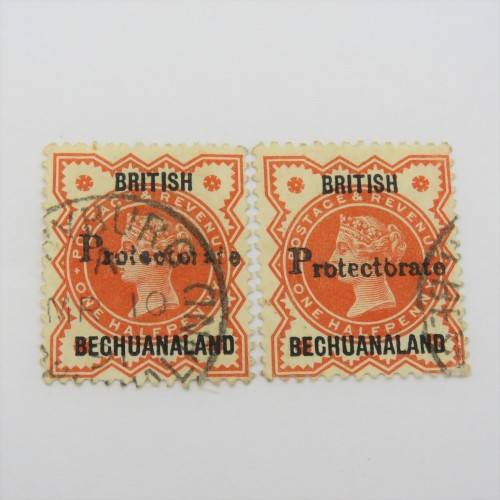 BRITISH
POSTAGE & REVENUE
Protectorate
ONE HALFPENNY
BECHUANALAND
BRITISH
POSTAGE & REVENUE
Protectorate
ONE HALFPENNY
BECHUANALAND